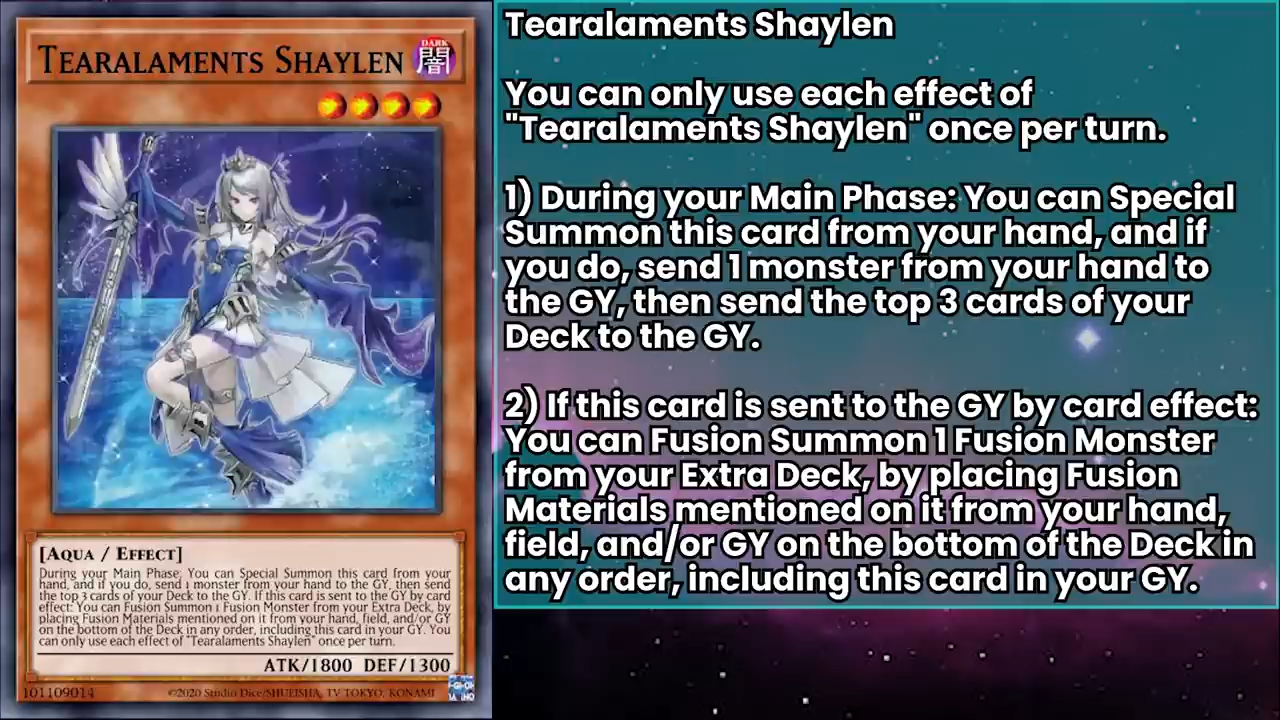 TEARALAMENTS SHAYLEN
DARK
闇
[AQUA / EFFECT]
During your Main Phase: You can Special Summon this card from your
hand, and if you do, send 1 monster from your hand to the GY, then send
the top 3 cards of your Deck to the GY. If this card is sent to the GY by card
effect: You can Fusion Summon 1 Fusion Monster from your Extra Deck, by
placing Fusion Materials mentioned on it from your hand, field, and/or GY
on the bottom of the Deck in any order, including this card in your GY. You
can only use each effect of "Tearalaments Shaylen" once per turn.
ATK/1800 DEF/1300
101109014
©2020 Studio Dice/SHUEISHA, TV TOKYO, KONAMI
Tearalaments Shaylen
You can only use each effect of
"Tearalaments Shaylen" once per turn.
1) During your Main Phase: You can Special
Summon this card from your hand, and if
you do, send 1 monster from your hand to
the GY, then send the top 3 cards of your
Deck to the GY.
2) If this card is sent to the GY by card effect:
You can Fusion Summon 1 Fusion Monster
from your Extra Deck, by placing Fusion
Materials mentioned on it from your hand,
field, and/or GY on the bottom of the Deck in
any order, including this card in your GY.